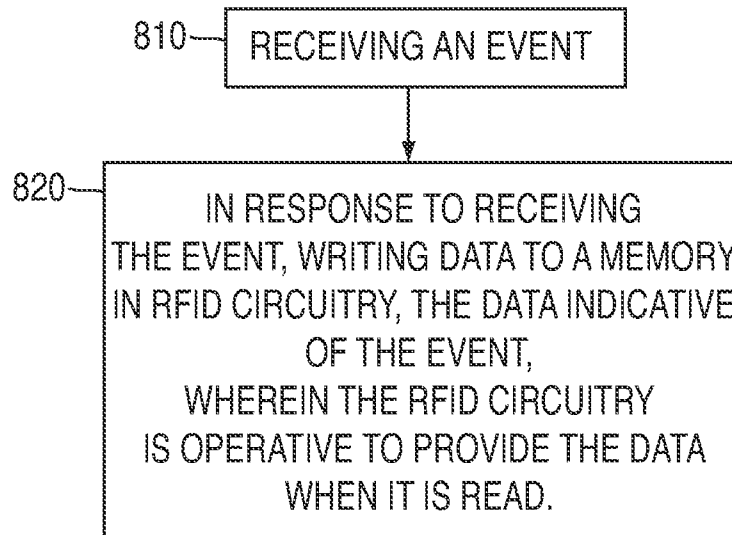 810
RECEIVING AN EVENT
820
IN RESPONSE TO RECEIVING
THE EVENT, WRITING DATA TO A MEMORY
IN RFID CIRCUITRY, THE DATA INDICATIVE
OF THE EVENT,
WHEREIN THE RFID CIRCUITRY
IS OPERATIVE TO PROVIDE THE DATA
WHEN IT IS READ.